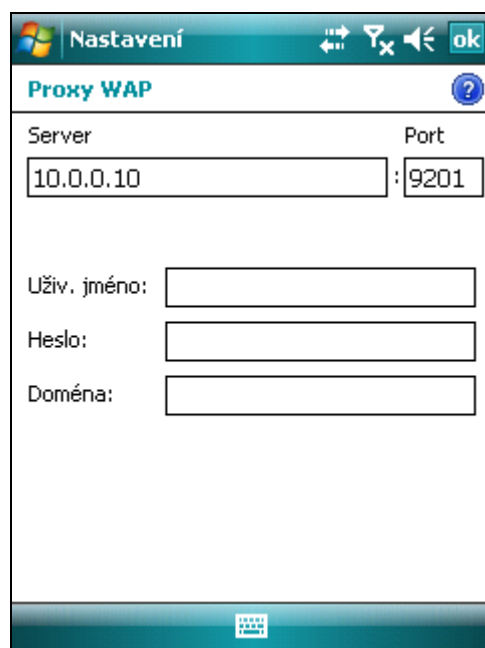 Nastavení ok
Proxy WAP ?
Server Port
10.0.0.10 : 9201
Uživ. jméno:
Heslo:
Doména: